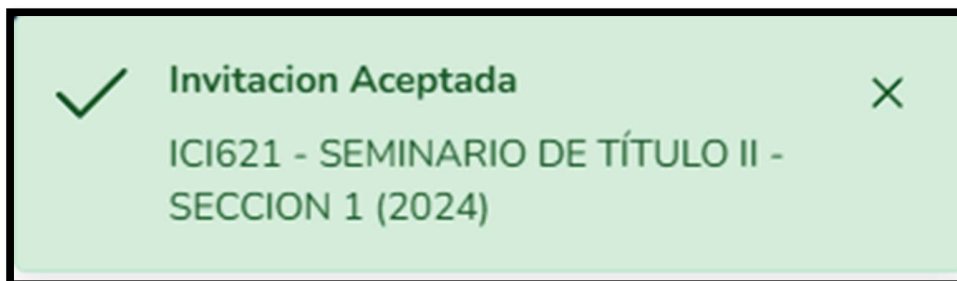 Invitacion Aceptada
ICI621 - SEMINARIO DE TÍTULO II -
SECCION 1 (2024)